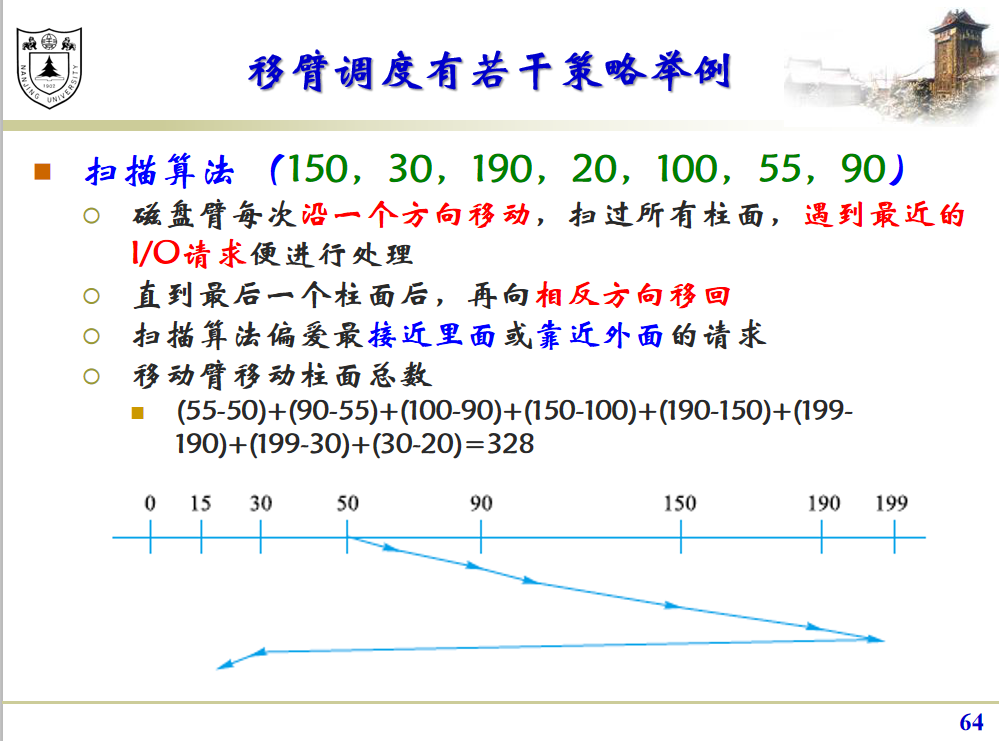 NANJING UNIVERSITY
1902
移臂调度有若干策略举例
扫描算法（150，30，190，20，100，55，90）
磁盘臂每次沿一个方向移动，扫过所有柱面，遇到最近的
I/O请求便进行处理
直到最后一个柱面后，再向相反方向移回
扫描算法偏爱最接近里面或靠近外面的请求
移动臂移动柱面总数
(55-50)+(90-55)+(100-90)+(150-100)+(190-150)+(199-
190)+(199-30)+(30-20)=328
0 15 30 50 90 150 190 199
64